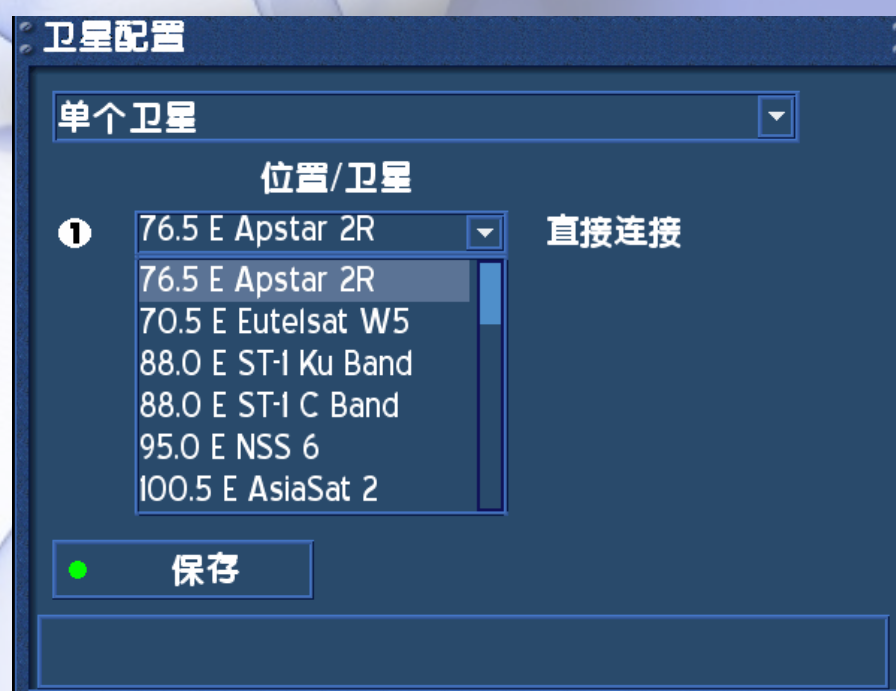 卫星配置
单个卫星
位置/卫星
1 76.5 E Apstar 2R 直接连接
76.5 E Apstar 2R
70.5 E Eutelsat W5
88.0 E ST-1 Ku Band
88.0 E ST-1 C Band
95.0 E NSS 6
100.5 E AsiaSat 2
保存